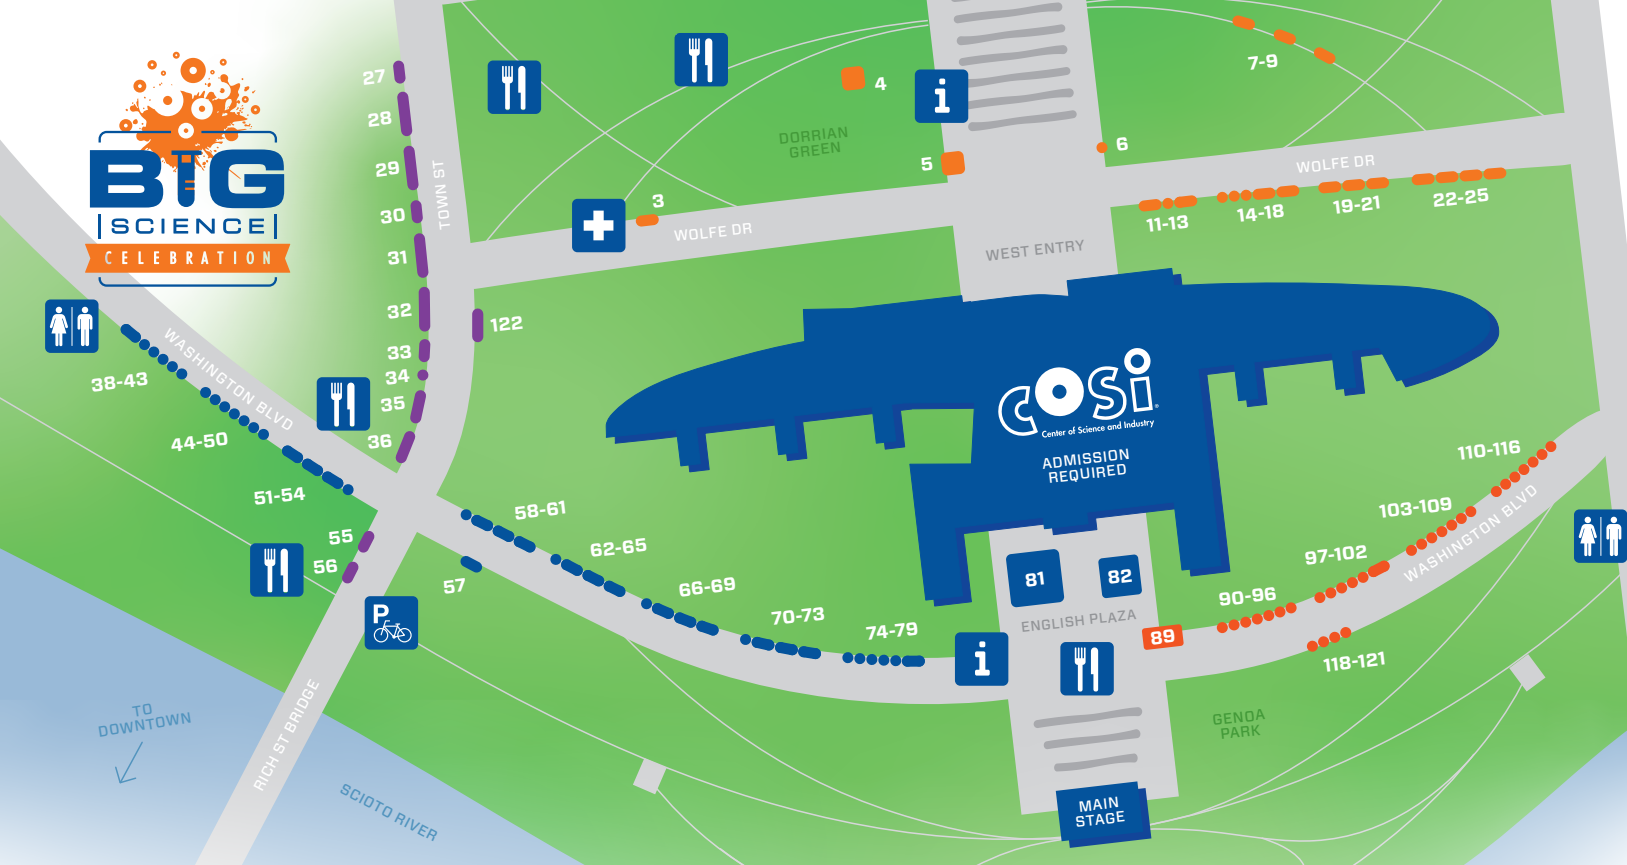 BIG
SCIENCE
CELEBRATION
27
28
29
30
31
32
33
34
35
36
122
TOWN ST
DORRIAN
GREEN
3
4
5
6
7-9
WOLFE DR
WOLFE DR
11-13
14-18
19-21
22-25
WEST ENTRY
WASHINGTON BLVD
38-43
44-50
51-54
55
56
57
58-61
62-65
66-69
70-73
74-79
P
i
i
COSI
®
Center of Science and Industry
ADMISSION
REQUIRED
81
82
ENGLISH PLAZA
89
90-96
97-102
103-109
110-116
118-121
WASHINGTON BLVD
GENOA
PARK
MAIN
STAGE
RICH ST BRIDGE
TO
DOWNTOWN
SCIOTO RIVER